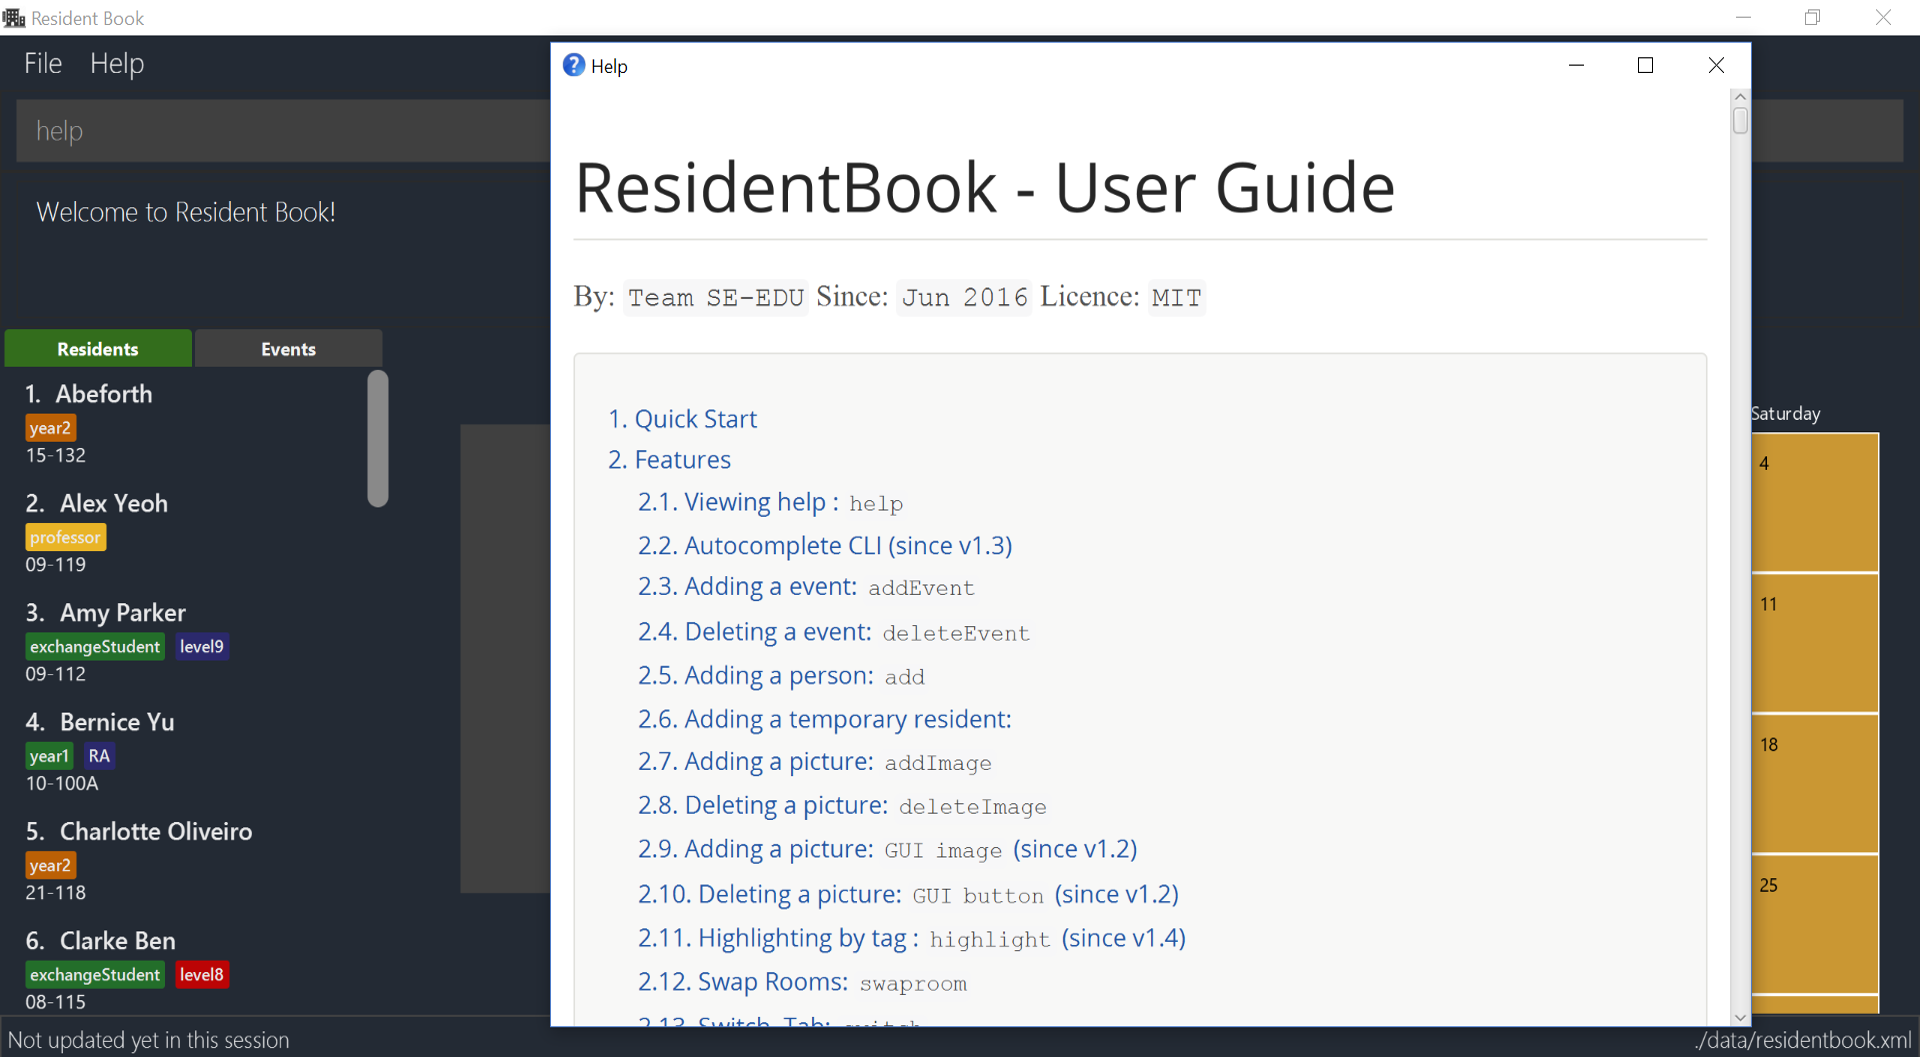 Resident Book
File Help
help
Welcome to Resident Book!
Residents Events
1. Abeforth
year2
15-132
2. Alex Yeoh
professor
09-119
3. Amy Parker
exchangeStudent level9
09-112
4. Bernice Yu
year1 RA
10-100A
5. Charlotte Oliveiro
year2
21-118
6. Clarke Ben
exchangeStudent level8
08-115
Help
ResidentBook - User Guide
By: Team SE-EDU Since: Jun 2016 Licence: MIT
1. Quick Start
2. Features
2.1. Viewing help : help
2.2. Autocomplete CLI (since v1.3)
2.3. Adding a event: addEvent
2.4. Deleting a event: deleteEvent
2.5. Adding a person: add
2.6. Adding a temporary resident:
2.7. Adding a picture: addImage
2.8. Deleting a picture: deleteImage
2.9. Adding a picture: GUI image (since v1.2)
2.10. Deleting a picture: GUI button (since v1.2)
2.11. Highlighting by tag : highlight (since v1.4)
2.12. Swap Rooms: swaproom
2.13. Switch Tab: switch
Saturday
4
11
18
25
Not updated yet in this session
./data/residentbook.xml